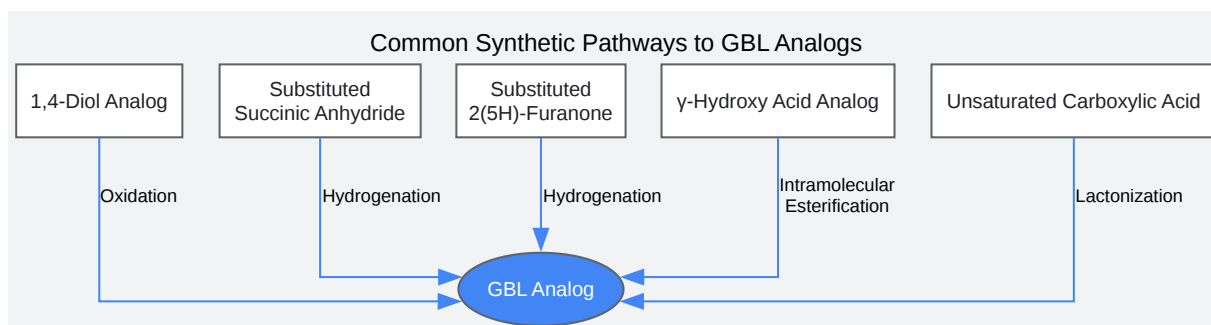 Common Synthetic Pathways to GBL Analogs
1,4-Diol Analog
Substituted
Succinic Anhydride
Substituted
2(5H)-Furanone
γ-Hydroxy Acid Analog
Unsaturated Carboxylic Acid
Oxidation
Hydrogenation
Hydrogenation
Intramolecular
Esterification
Lactonization
GBL Analog